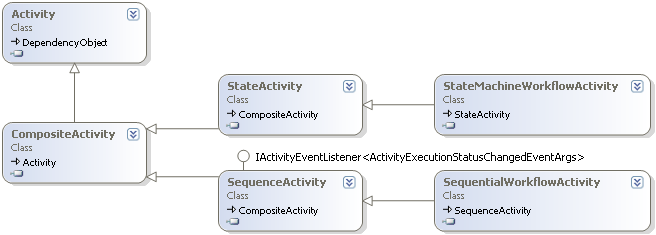 Activity
Class
DependencyObject
StateActivity
Class
CompositeActivity
StateMachineWorkflowActivity
Class
StateActivity
CompositeActivity
Class
Activity
IActivityEventListener<ActivityExecutionStatusChangedEventArgs>
SequenceActivity
Class
CompositeActivity
SequentialWorkflowActivity
Class
SequenceActivity